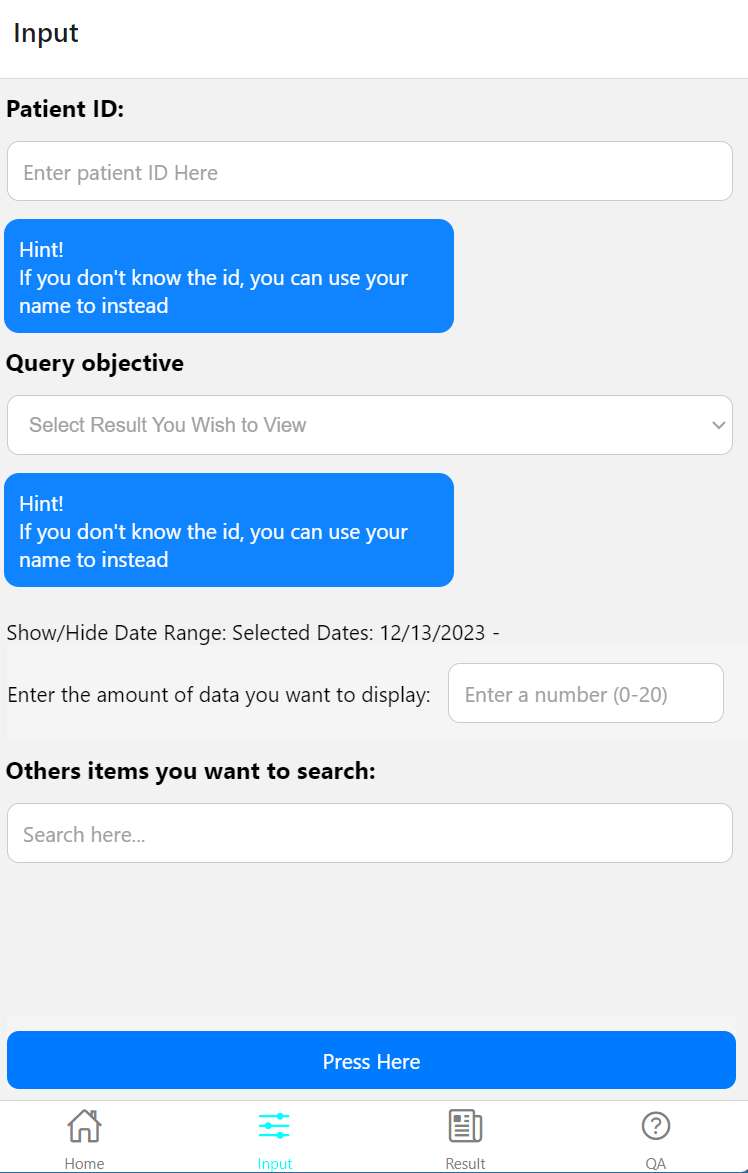 Input
Patient ID:
Enter patient ID Here
Hint!
If you don't know the id, you can use your
name to instead
Query objective
Select Result You Wish to View
Hint!
If you don't know the id, you can use your
name to instead
Show/Hide Date Range: Selected Dates: 12/13/2023 -
Enter the amount of data you want to display: Enter a number (0-20)
Others items you want to search:
Search here...
Press Here
Home Input Result QA